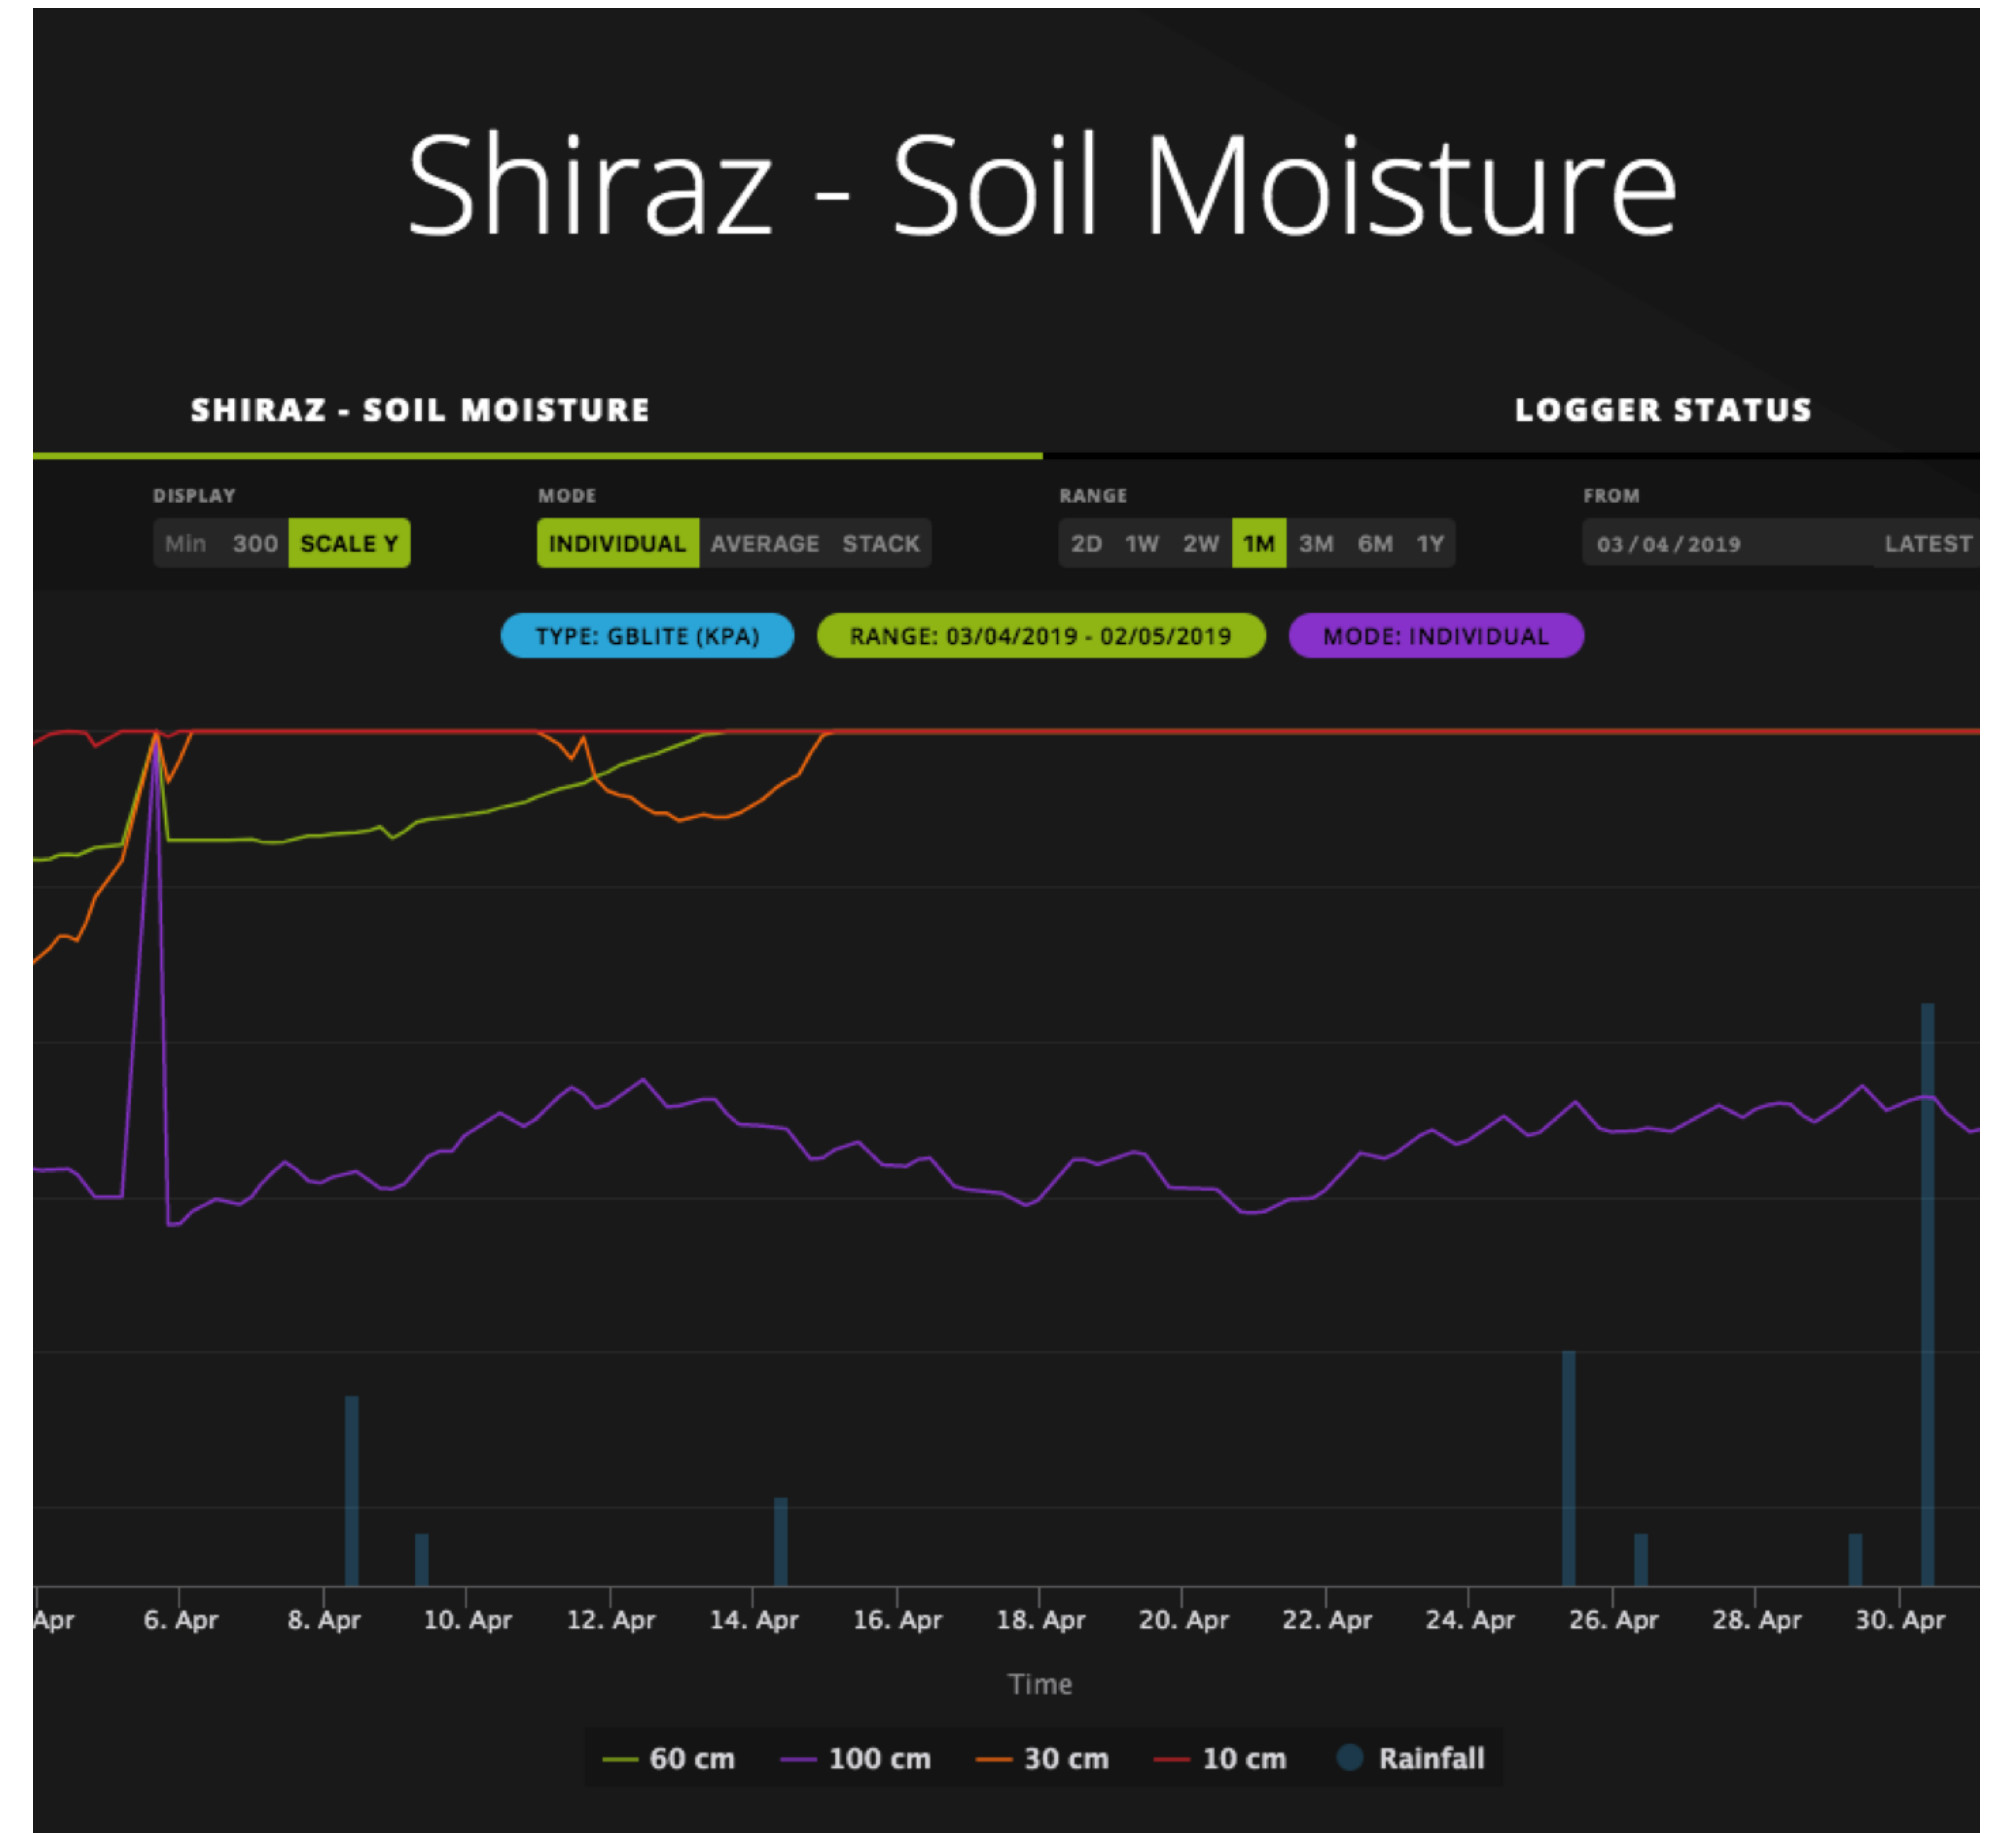 Shiraz - Soil Moisture
SHIRAZ - SOIL MOISTURE LOGGER STATUS
DISPLAY MODE RANGE FROM
Min 300 SCALE Y INDIVIDUAL AVERAGE STACK 2D 1W 2W 1M 3M 6M 1Y 03/04/2019 LATEST
TYPE: GBLITE (KPA) RANGE: 03/04/2019 - 02/05/2019 MODE: INDIVIDUAL
Apr 6. Apr 8. Apr 10. Apr 12. Apr 14. Apr 16. Apr 18. Apr 20. Apr 22. Apr 24. Apr 26. Apr 28. Apr 30. Apr
Time
60 cm 100 cm 30 cm 10 cm Rainfall